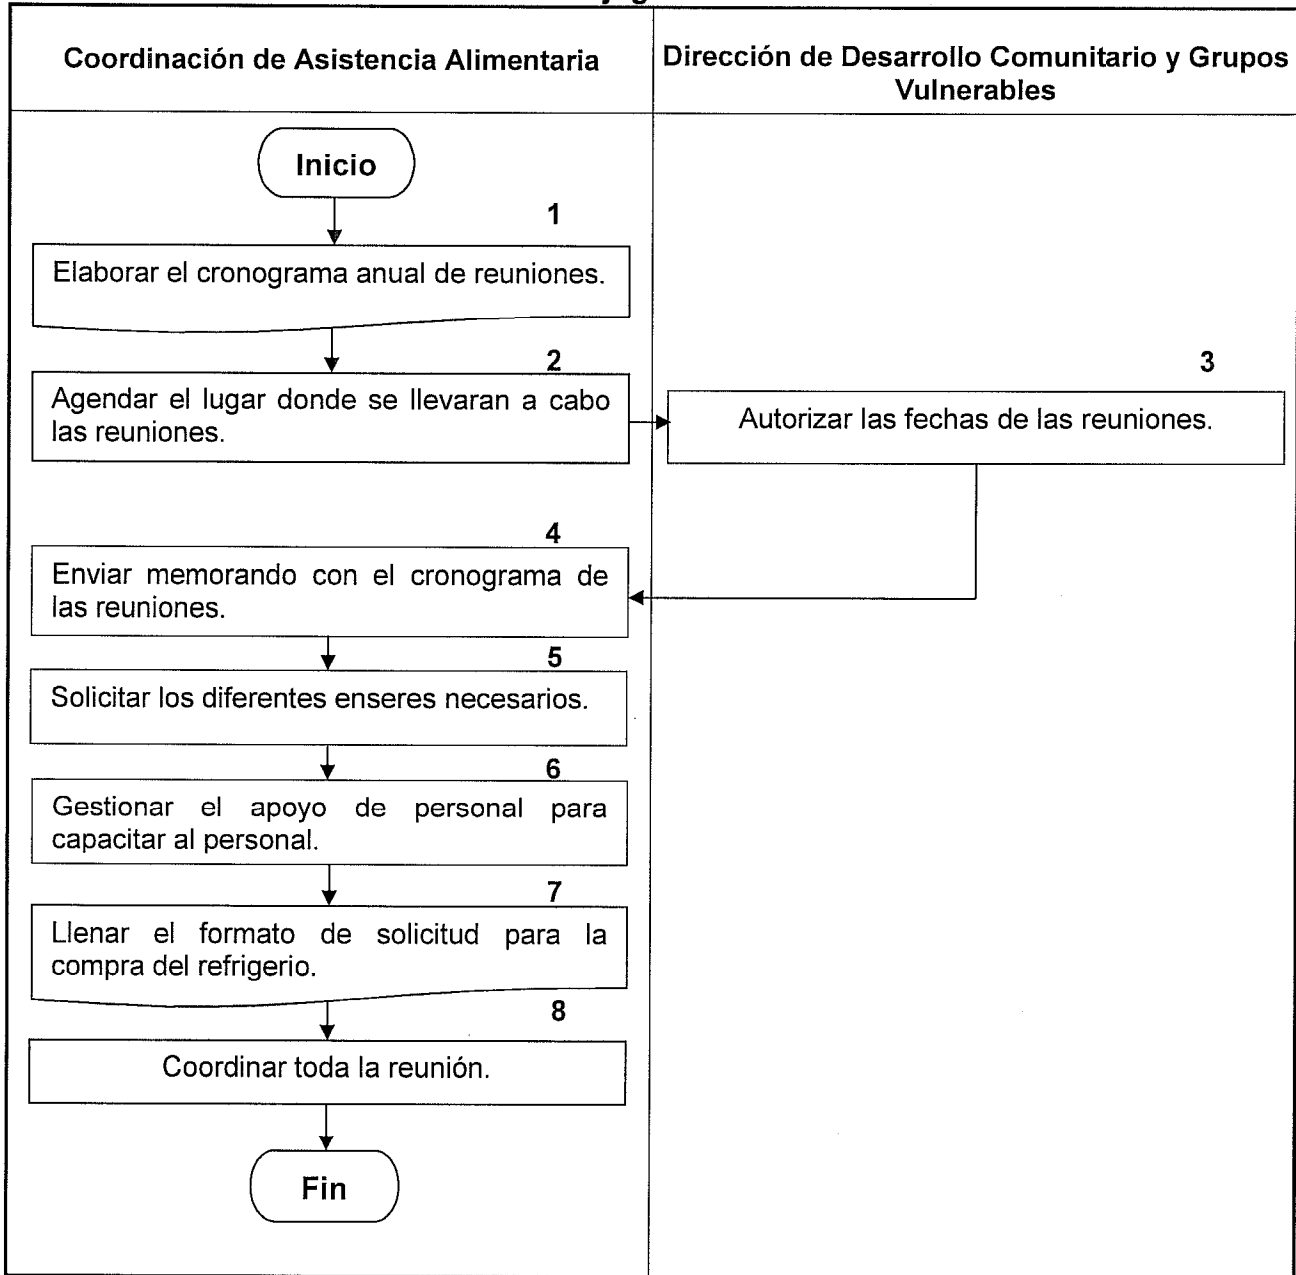 Coordinación de Asistencia Alimentaria
Dirección de Desarrollo Comunitario y Grupos
Vulnerables
Inicio
1
Elaborar el cronograma anual de reuniones.
2
Agendar el lugar donde se llevaran a cabo
las reuniones.
3
Autorizar las fechas de las reuniones.
4
Enviar memorando con el cronograma de
las reuniones.
5
Solicitar los diferentes enseres necesarios.
6
Gestionar el apoyo de personal para
capacitar al personal.
7
Llenar el formato de solicitud para la
compra del refrigerio.
8
Coordinar toda la reunión.
Fin